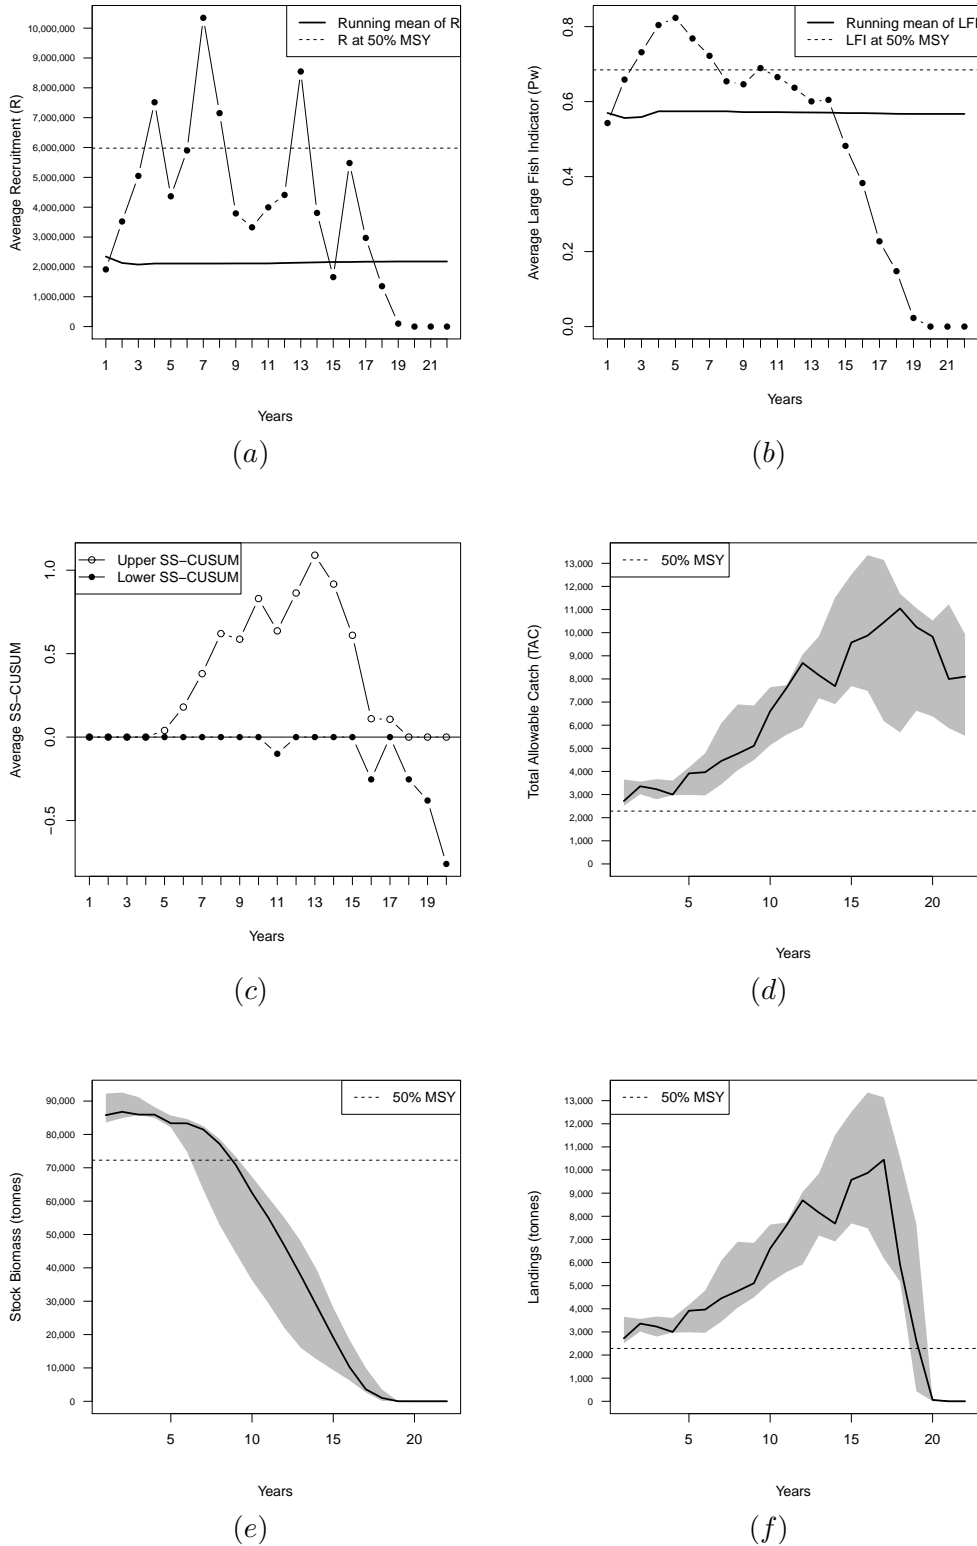 Running mean of R
R at 50% MSY
10,000,000
9,000,000
8,000,000
7,000,000
6,000,000
5,000,000
4,000,000
3,000,000
2,000,000
1,000,000
0
Average Recruitment (R)
1 3 5 7 9 11 13 15 17 19 21
Years
(a)
Running mean of LFI
LFI at 50% MSY
0.8
0.6
0.4
0.2
0.0
Average Large Fish Indicator (Pw)
1 3 5 7 9 11 13 15 17 19 21
Years
(b)
Upper SS−CUSUM
Lower SS−CUSUM
1.0
0.5
0.0
−0.5
Average SS−CUSUM
1 3 5 7 9 11 13 15 17 19
Years
(c)
50% MSY
13,000
12,000
11,000
10,000
9,000
8,000
7,000
6,000
5,000
4,000
3,000
2,000
1,000
0
Total Allowable Catch (TAC)
5 10 15 20
Years
(d)
50% MSY
90,000
80,000
70,000
60,000
50,000
40,000
30,000
20,000
10,000
0
Stock Biomass (tonnes)
5 10 15 20
Years
(e)
50% MSY
13,000
12,000
11,000
10,000
9,000
8,000
7,000
6,000
5,000
4,000
3,000
2,000
1,000
0
Landings (tonnes)
5 10 15 20
Years
(f)